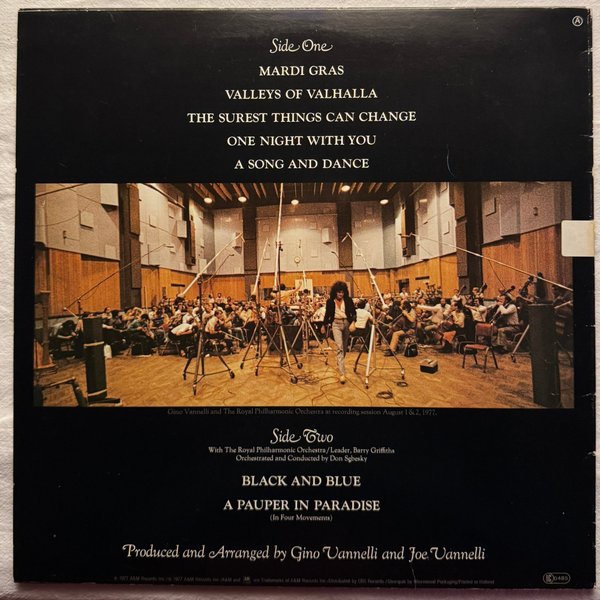 Side One
MARDI GRAS
VALLEYS OF VALHALLA
THE SUREST THINGS CAN CHANGE
ONE NIGHT WITH YOU
A SONG AND DANCE
Gino Vannelli and The Royal Philharmonic Orchestra at recording session August 1 & 2, 1977.
Side Two
With The Royal Philharmonic Orchestra/Leader, Barry Griffiths
Orchestrated and Conducted by Don Sebesky
BLACK AND BLUE
A PAUPER IN PARADISE
(In Four Movements)
Produced and Arranged by Gino Vannelli and Joe Vannelli